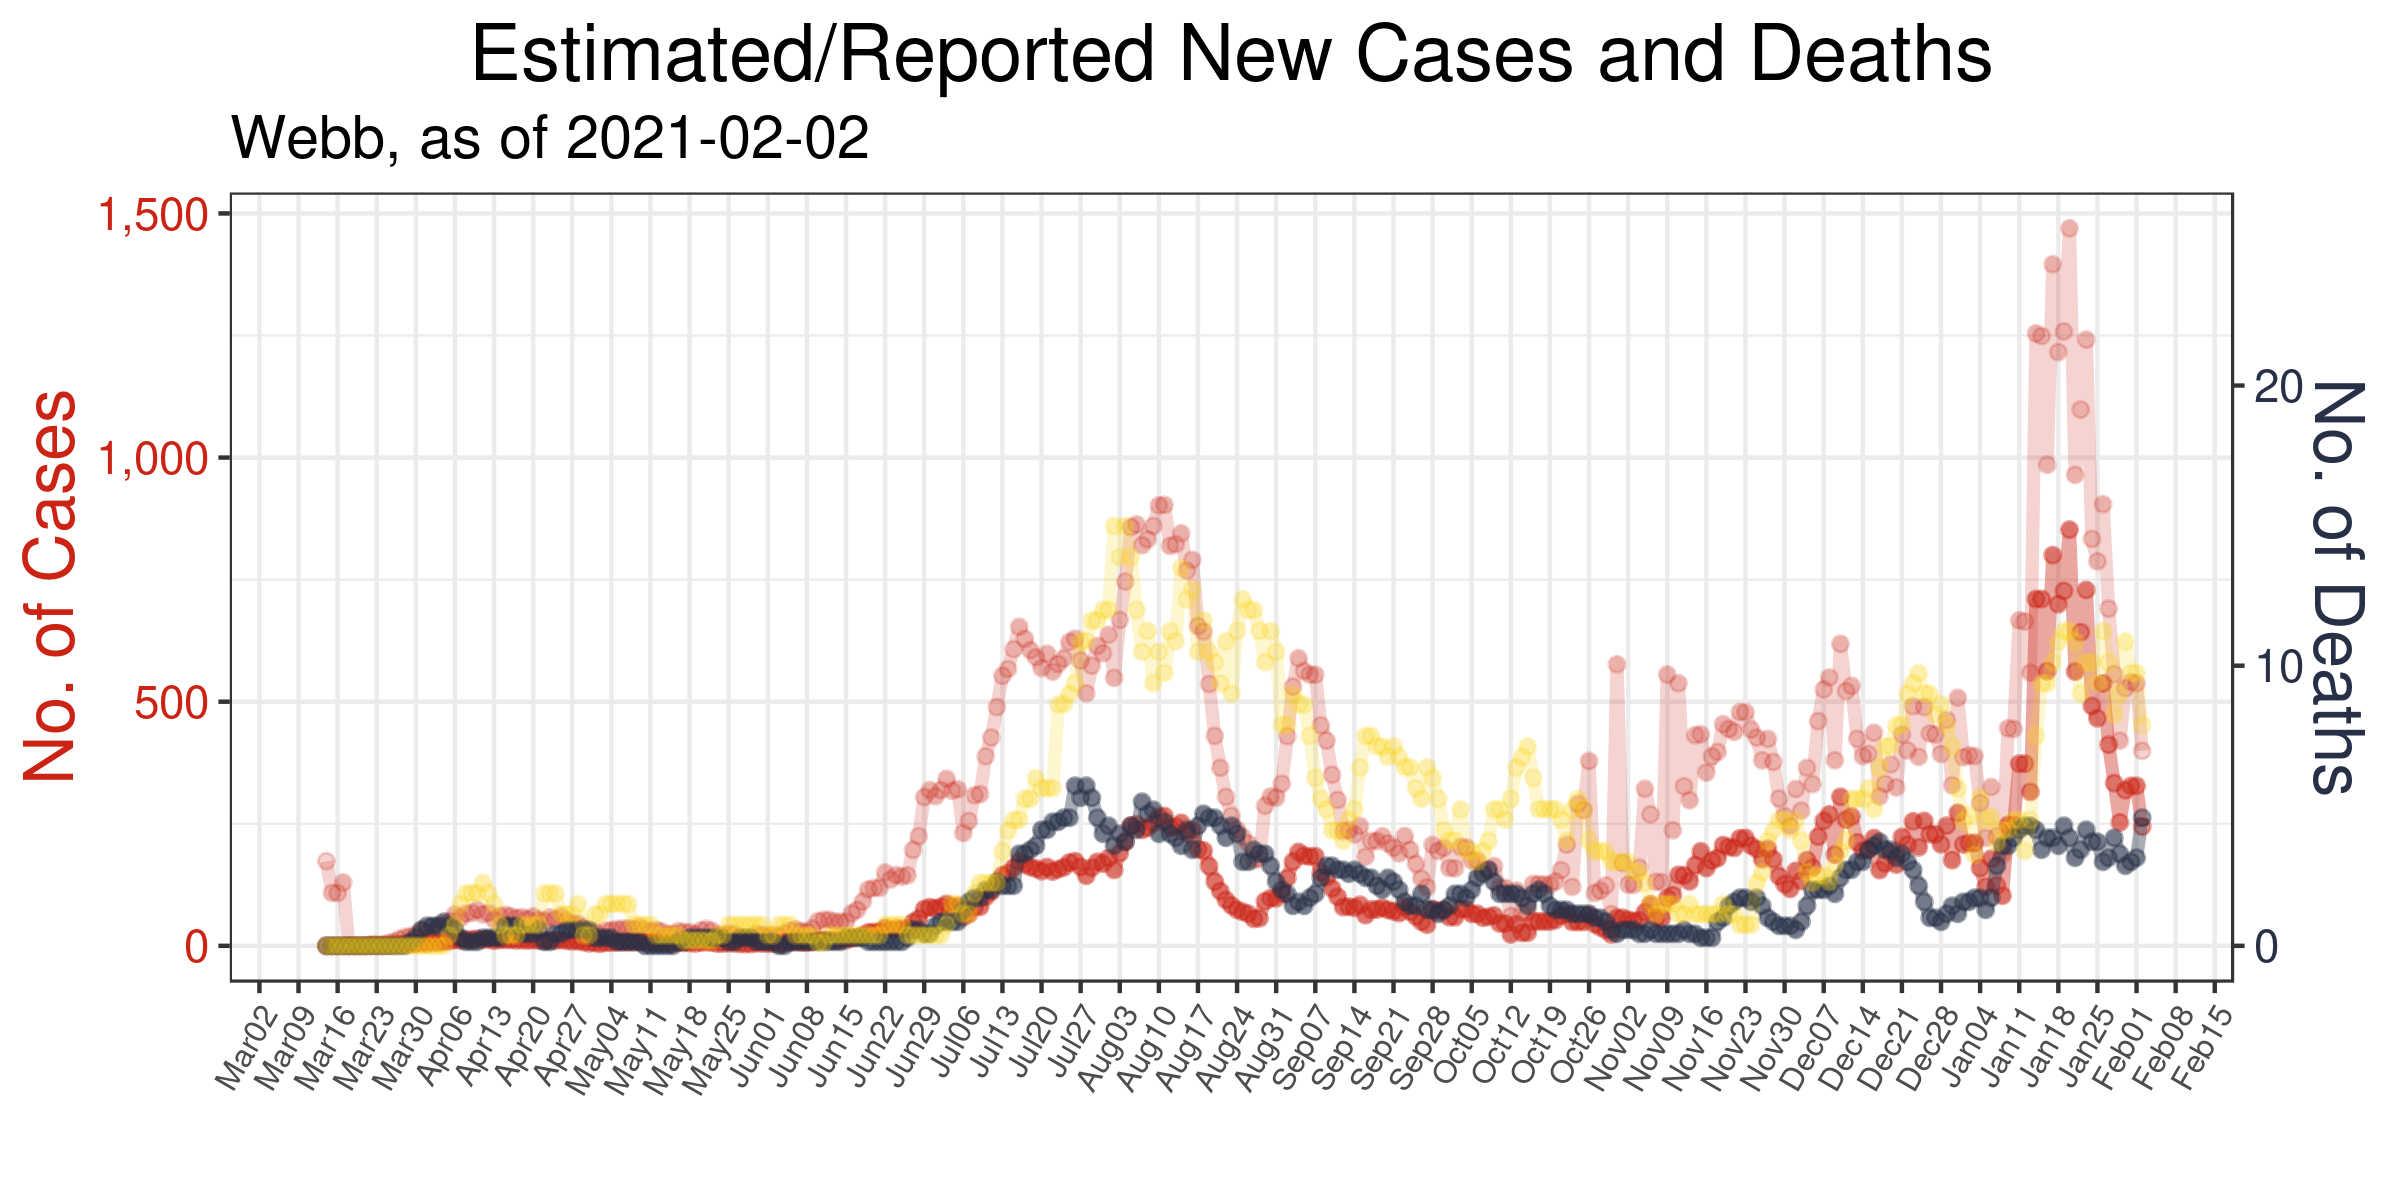 Estimated/Reported New Cases and Deaths
Webb, as of 2021-02-02
No. of Cases
1,500
1,000
500
0
20
10
0
No. of Deaths
Mar02
Mar09
Mar16
Mar23
Mar30
Apr06
Apr13
Apr20
Apr27
May04
May11
May18
May25
Jun01
Jun08
Jun15
Jun22
Jun29
Jul06
Jul13
Jul20
Jul27
Aug03
Aug10
Aug17
Aug24
Aug31
Sep07
Sep14
Sep21
Sep28
Oct05
Oct12
Oct19
Oct26
Nov02
Nov09
Nov16
Nov23
Nov30
Dec07
Dec14
Dec21
Dec28
Jan04
Jan11
Jan18
Jan25
Feb01
Feb08
Feb15